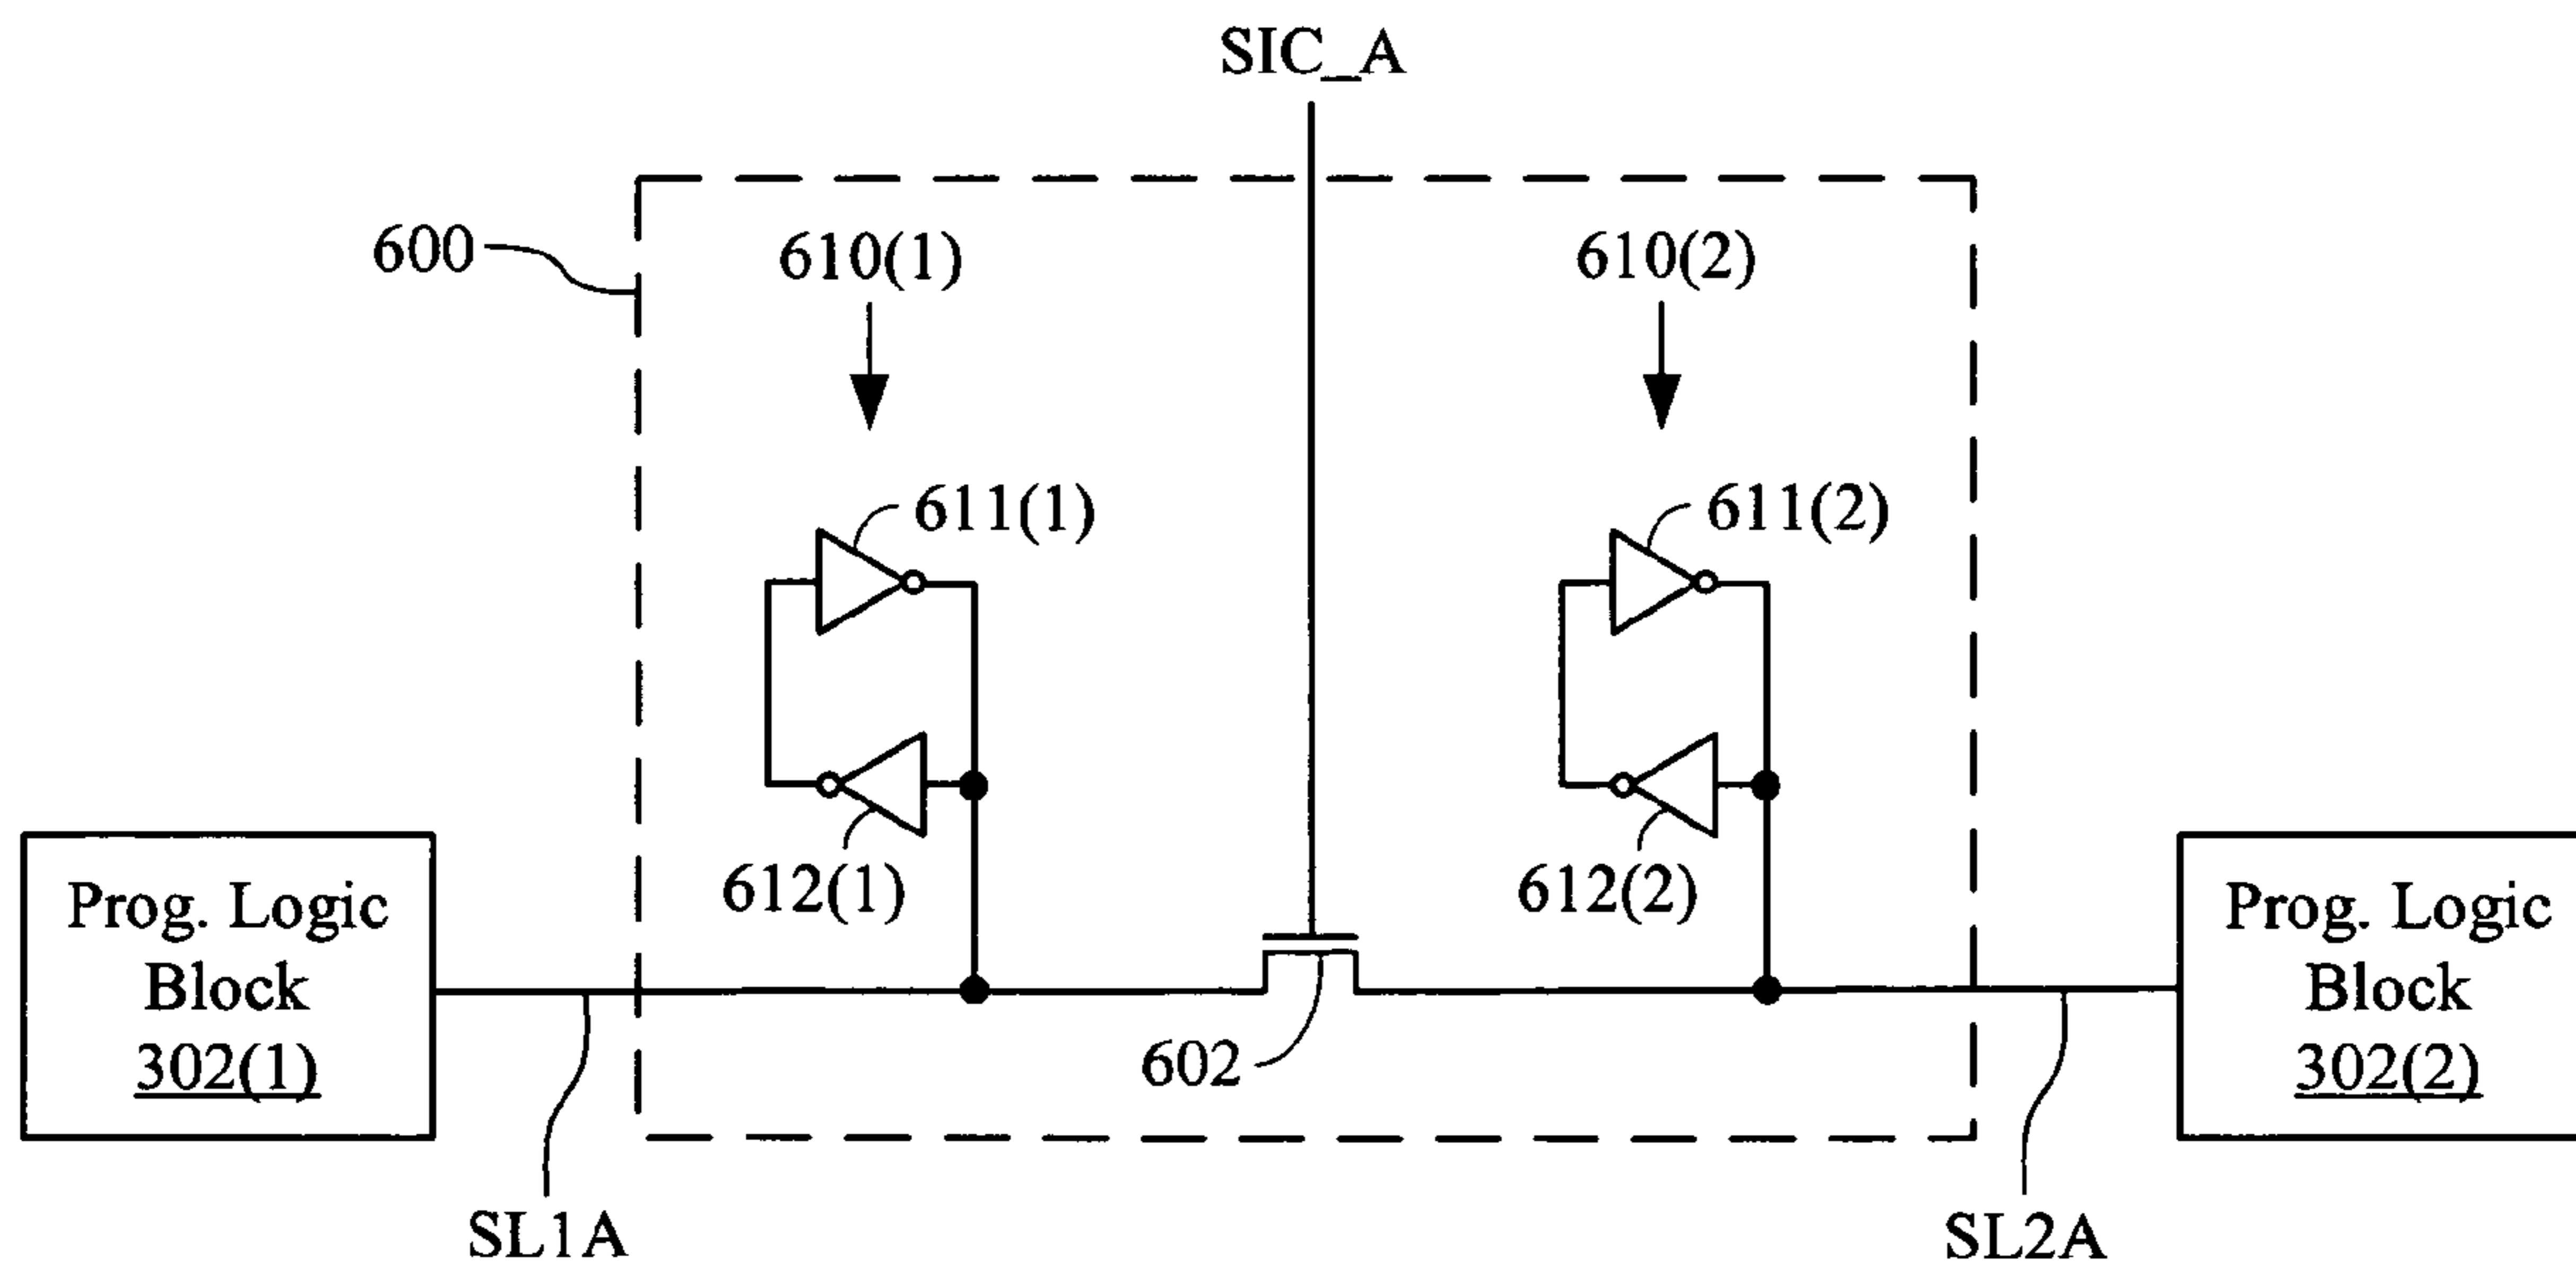 SIC_A
600
610(1)
610(2)
611(1)
611(2)
612(1)
612(2)
Prog. Logic
Block
302(1)
602
Prog. Logic
Block
302(2)
SL1A
SL2A